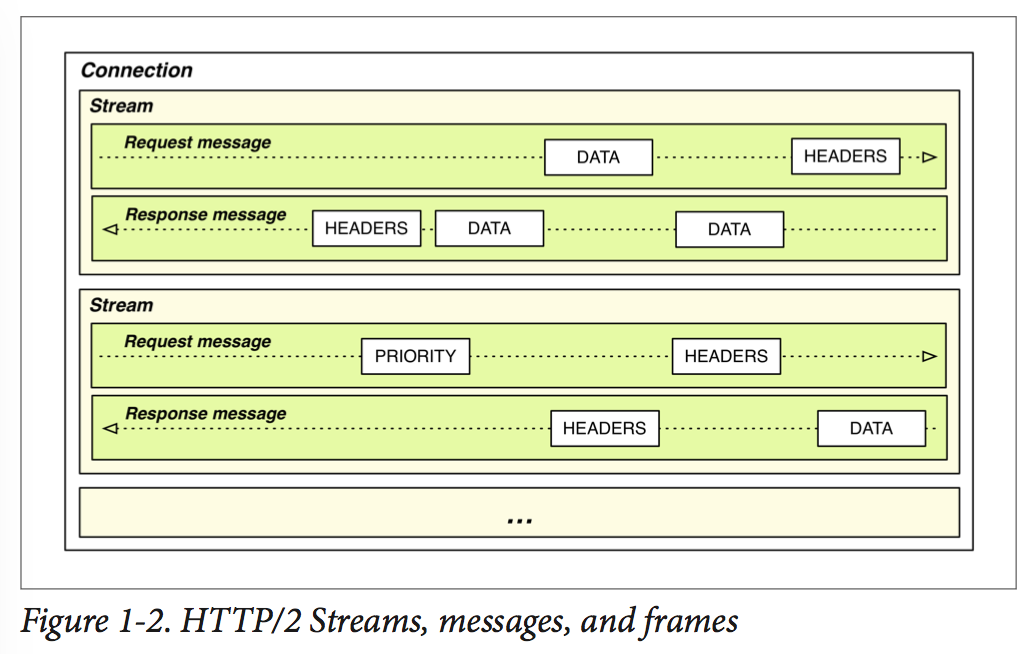 Connection
Stream
Request message
DATA
HEADERS
Response message
HEADERS
DATA
DATA
Stream
Request message
PRIORITY
HEADERS
Response message
HEADERS
DATA
...
Figure 1-2. HTTP/2 Streams, messages, and frames